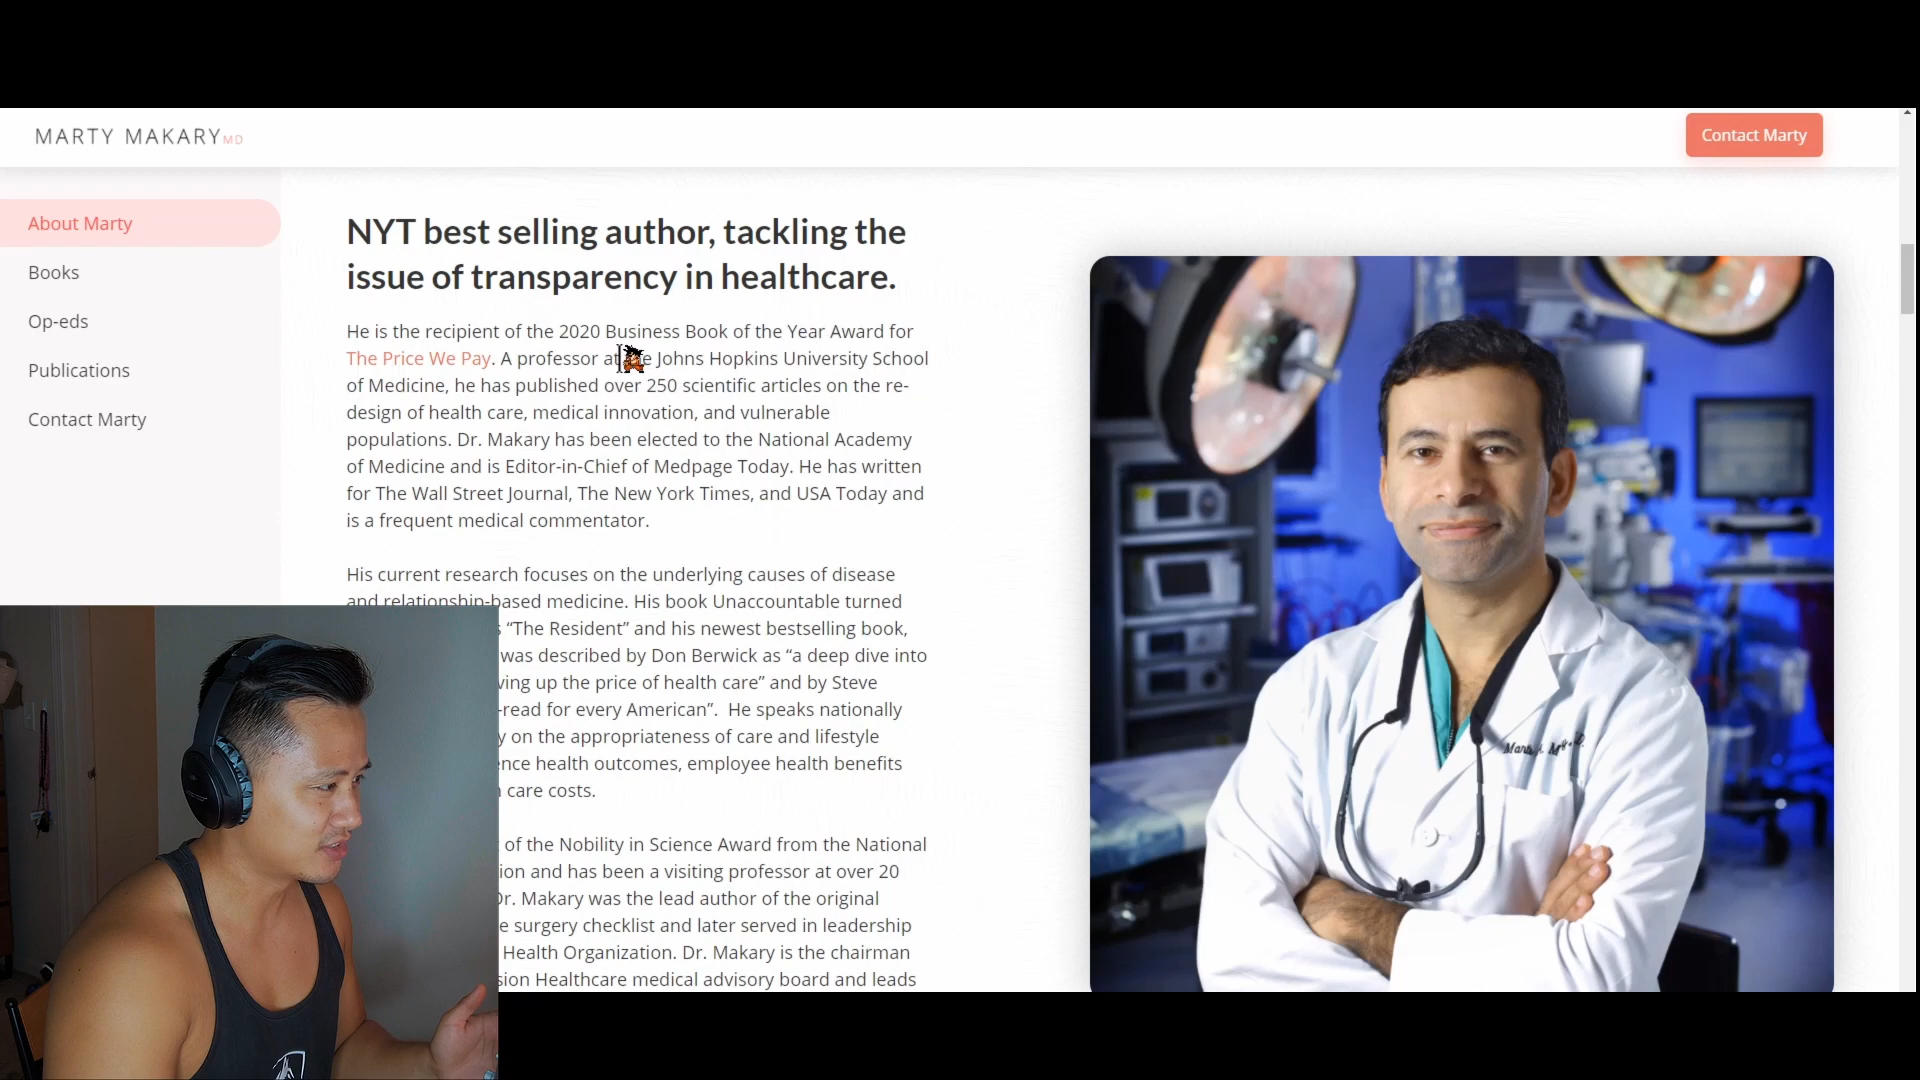 MARTY MAKARY MD
Contact Marty
About Marty
Books
Op-eds
Publications
Contact Marty
NYT best selling author, tackling the
issue of transparency in healthcare.
He is the recipient of the 2020 Business Book of the Year Award for
The Price We Pay. A professor at Johns Hopkins University School
of Medicine, he has published over 250 scientific articles on the re-
design of health care, medical innovation, and vulnerable
populations. Dr. Makary has been elected to the National Academy
of Medicine and is Editor-in-Chief of Medpage Today. He has written
for The Wall Street Journal, The New York Times, and USA Today and
is a frequent medical commentator.
His current research focuses on the underlying causes of disease
and relationship-based medicine. His book Unaccountable turned
“The Resident” and his newest bestselling book,
was described by Don Berwick as “a deep dive into
up the price of health care” and by Steve
-read for every American”. He speaks nationally
on the appropriateness of care and lifestyle
health outcomes, employee health benefits
care costs.
of the Nobility in Science Award from the National
and has been a visiting professor at over 20
Dr. Makary was the lead author of the original
surgery checklist and later served in leadership
Health Organization. Dr. Makary is the chairman
Healthcare medical advisory board and leads